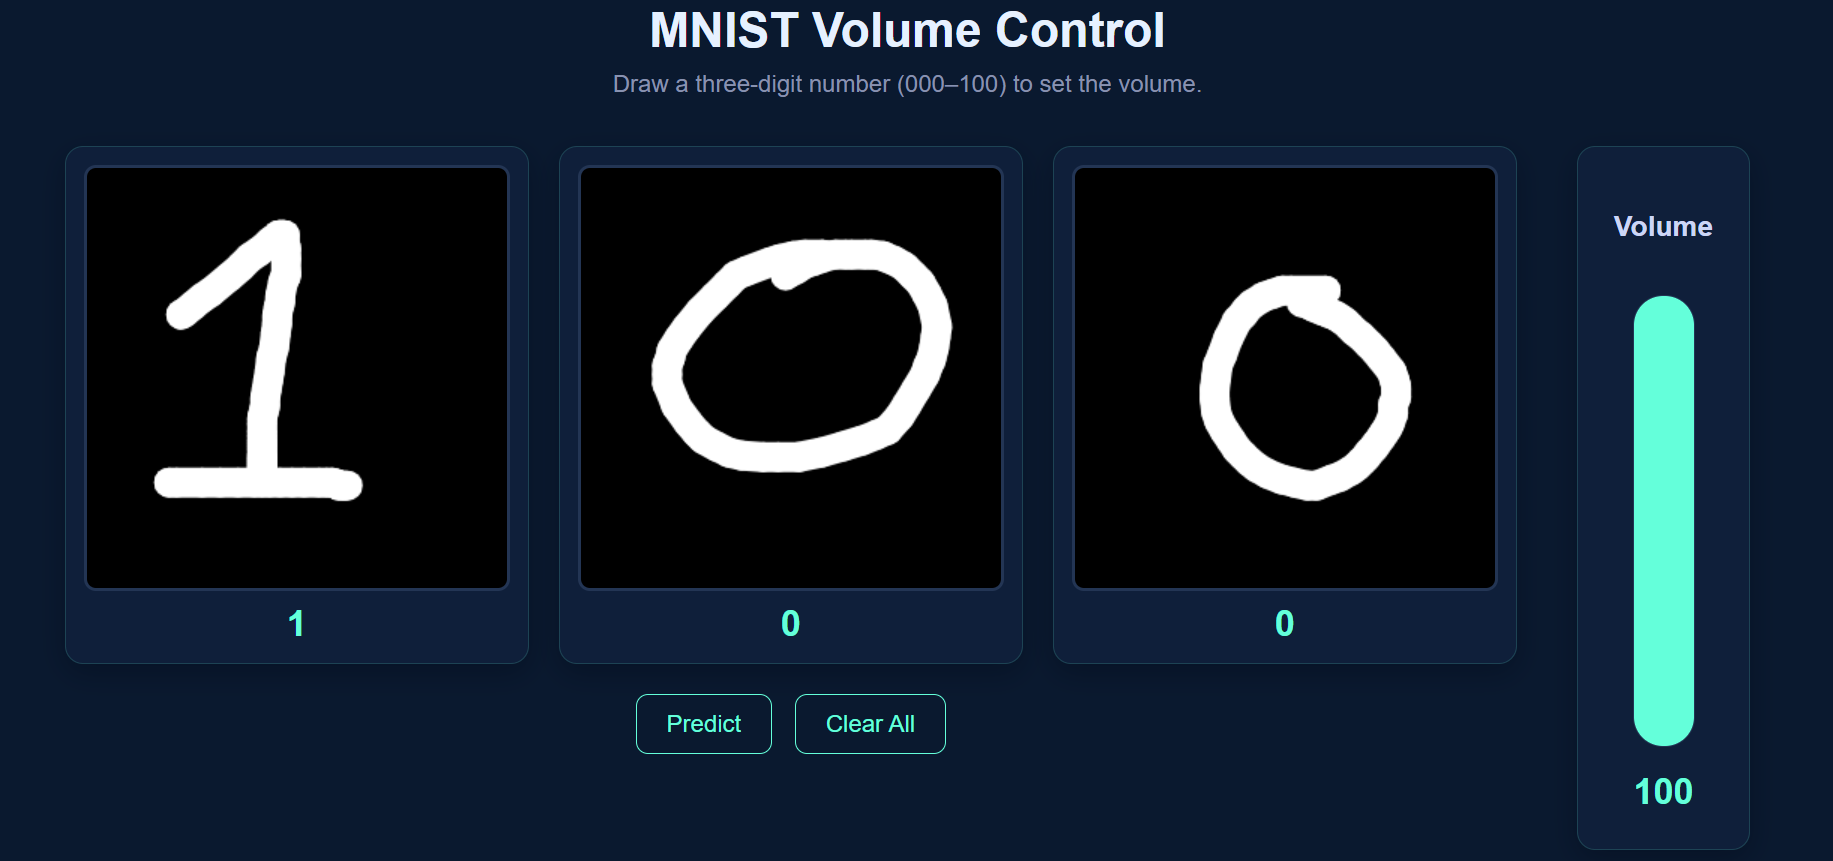 MNIST Volume Control
Draw a three-digit number (000–100) to set the volume.
1 0 0
Volume
1 0 0
Predict Clear All
100